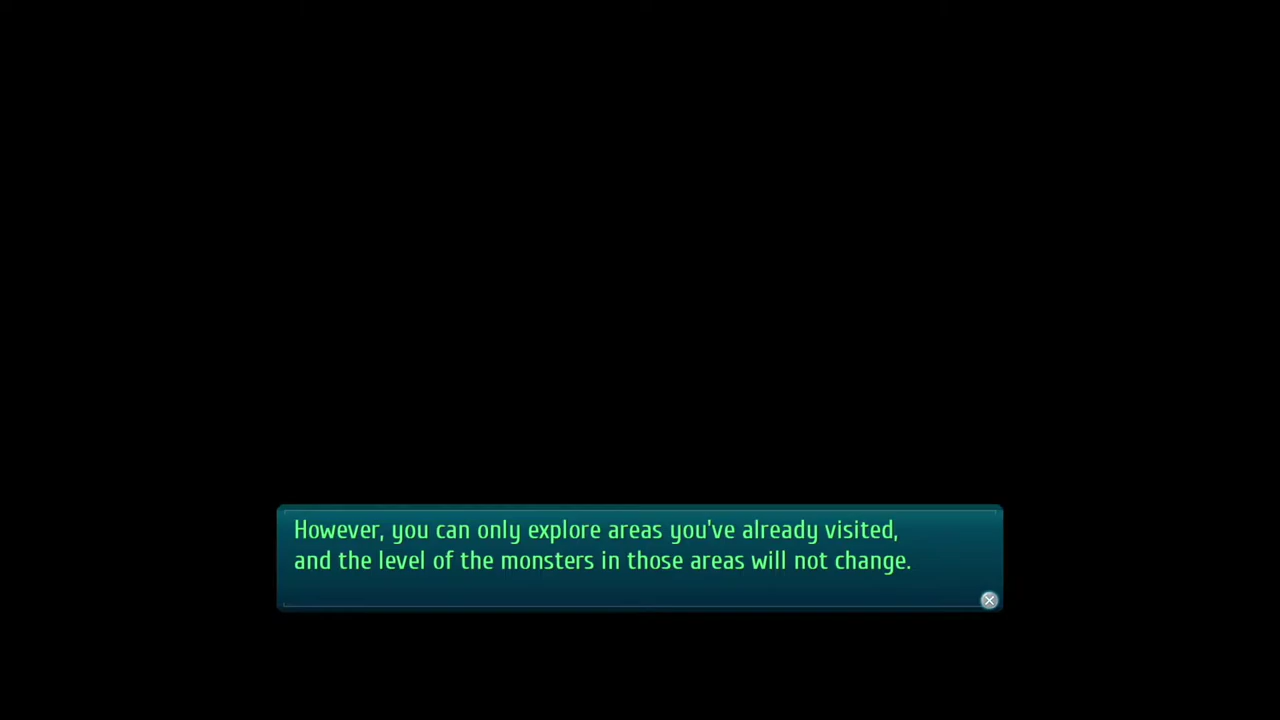 However, you can only explore areas you've already visited,
and the level of the monsters in those areas will not change.